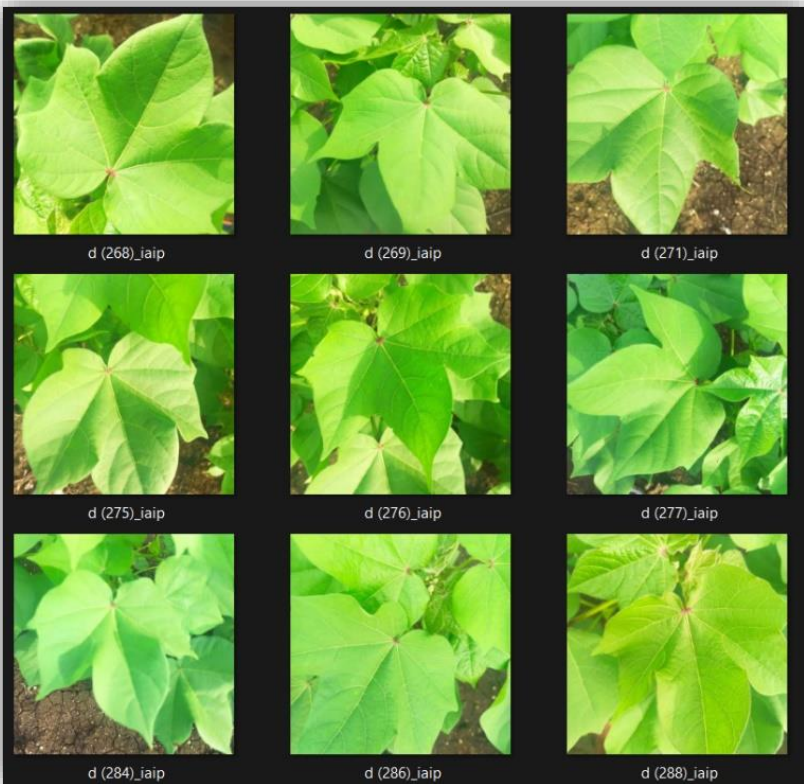 d (268)_iaip
d (269)_iaip
d (271)_iaip
d (275)_iaip
d (276)_iaip
d (277)_iaip
d (284)_iaip
d (286)_iaip
d (288)_iaip